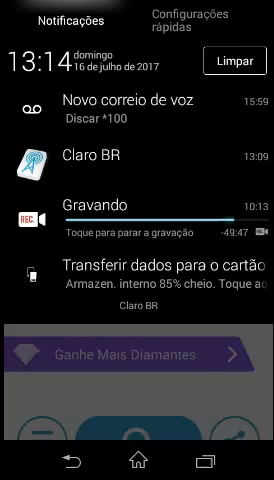 Notificações
Configurações
rápidas
13:14 domingo
16 de julho de 2017
Limpar
Novo correio de voz 15:59
Discar *100
Claro BR 13:09
Gravando 10:13
REC.
Toque para parar a gravação -49:47
Transferir dados para o cartão
Armazen. interno 85% cheio. Toque aq
Claro BR
Ganhe Mais Diamantes